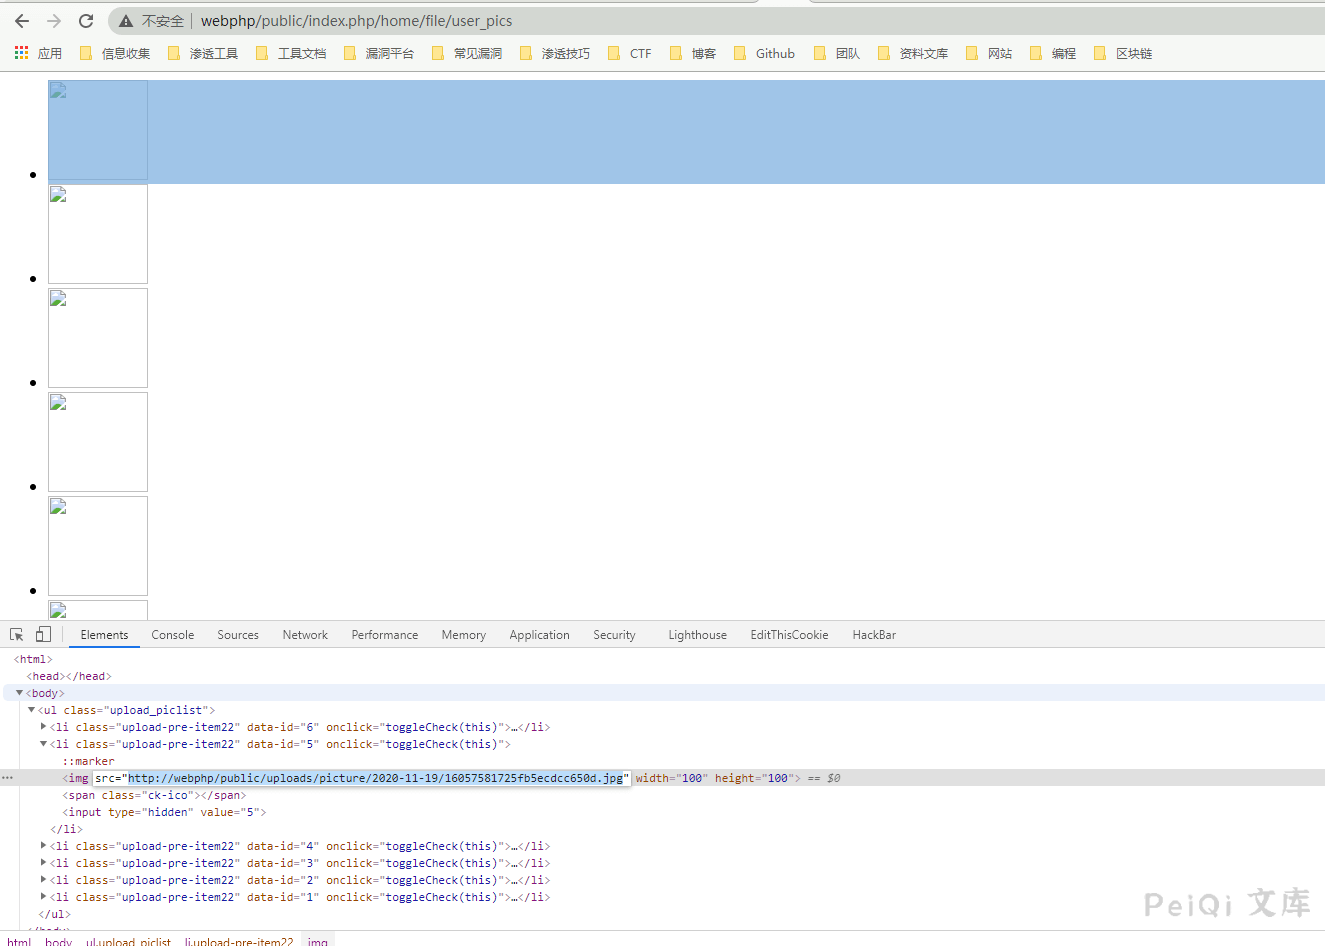 不安全 webphp/public/index.php/home/file/user_pics
应用 信息收集 渗透工具 工具文档 漏洞平台 常见漏洞 渗透技巧 CTF 博客 Github 团队 资料文库 网站 编程 区块链
Elements Console Sources Network Performance Memory Application Security Lighthouse EditThisCookie HackBar
<html>
<head></head>
<body>
<ul class="upload_piclist">
<li class="upload-pre-item22" data-id="6" onclick="toggleCheck(this)">…</li>
<li class="upload-pre-item22" data-id="5" onclick="toggleCheck(this)">
::marker
<img src="http://webphp/public/uploads/picture/2020-11-19/16057581725fb5ecdcc650d.jpg" width="100" height="100"> == $0
<span class="ck-ico"></span>
<input type="hidden" value="5">
</li>
<li class="upload-pre-item22" data-id="4" onclick="toggleCheck(this)">…</li>
<li class="upload-pre-item22" data-id="3" onclick="toggleCheck(this)">…</li>
<li class="upload-pre-item22" data-id="2" onclick="toggleCheck(this)">…</li>
<li class="upload-pre-item22" data-id="1" onclick="toggleCheck(this)">…</li>
</ul>
</body>
html body ul.upload_piclist li.upload-pre-item22 img
PeiQi 文库